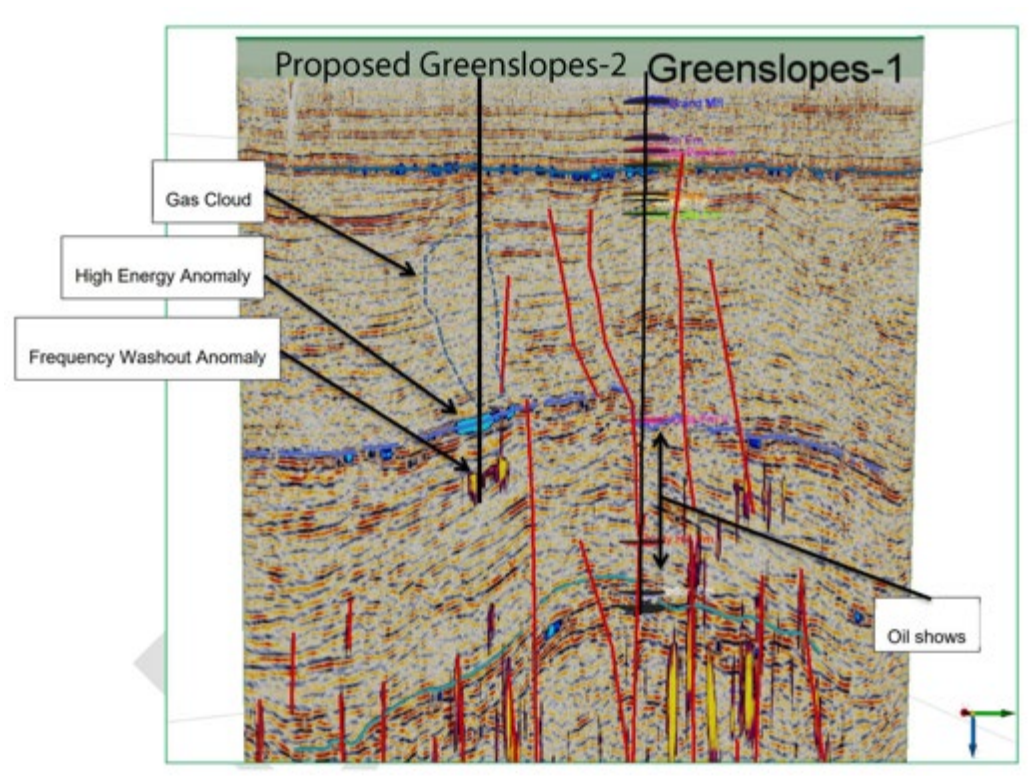 Proposed Greenslopes-2
Greenslopes-1
Gas Cloud
High Energy Anomaly
Frequency Washout Anomaly
Oil shows